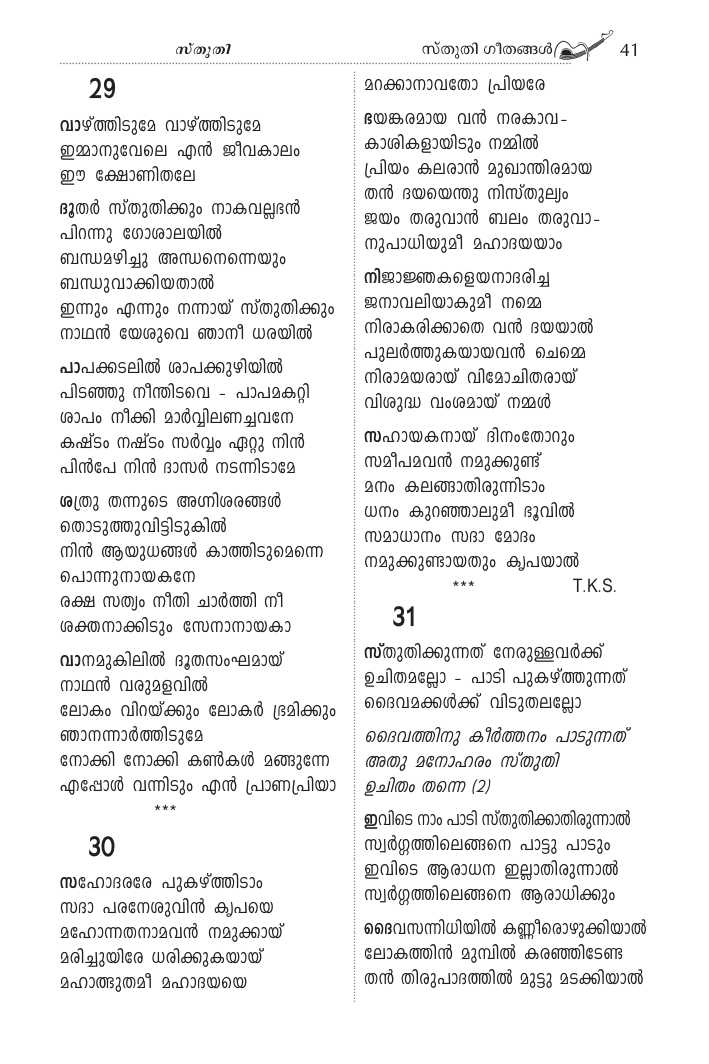 സ്തുതി
സ്തുതി ഗീതങ്ങൾ 41
29
വാഴ്ത്തിടുമേ വാഴ്ത്തിടുമേ
ഇമ്മാനുവേലെ എൻ ജീവകാലം
ഈ ക്ഷോണിതലേ
ദൂതർ സ്തുതിക്കും നാകവല്ലഭൻ
പിറന്നു ഗോശാലയിൽ
ബന്ധമഴിച്ചു അന്ധനെന്നെയും
ബന്ധുവാക്കിയതാൽ
ഇന്നും എന്നും നന്നായ് സ്തുതിക്കും
നാഥൻ യേശുവെ ഞാനീ ധരയിൽ
പാപക്കടലിൽ ശാപക്കുഴിയിൽ
പിടഞ്ഞു നീന്തിടവെ - പാപമകറ്റി
ശാപം നീക്കി മാർവ്വിലണച്ചവനേ
കഷ്ടം നഷ്ടം സർവ്വം ഏറ്റു നിൻ
പിൻപേ നിൻ ദാസർ നടന്നിടാമേ
ശത്രു തന്നുടെ അഗ്നിശരങ്ങൾ
തൊടുത്തുവിട്ടിടുകിൽ
നിൻ ആയുധങ്ങൾ കാത്തിടുമെന്നെ
പൊന്നുനായകനേ
രക്ഷ സത്യം നീതി ചാർത്തി നീ
ശക്തനാക്കിടും സേനാനായകാ
വാനമുകിലിൽ ദൂതസംഘമായ്
നാഥൻ വരുമളവിൽ
ലോകം വിറയ്ക്കും ലോകർ ഭ്രമിക്കും
ഞാനന്നാർത്തിടുമേ
നോക്കി നോക്കി കൺകൾ മങ്ങുന്നേ
എപ്പോൾ വന്നിടും എൻ പ്രാണപ്രിയാ
***
30
സഹോദരരേ പുകഴ്ത്തിടാം
സദാ പരനേശുവിൻ കൃപയെ
മഹോന്നതനാമവൻ നമുക്കായ്
മരിച്ചുയിരേ ധരിക്കുകയായ്
മഹാത്ഭുതമീ മഹാദയയെ
മറക്കാനാവതോ പ്രിയരേ
ഭയങ്കരമായ വൻ നരകാവ-
കാശികളായിടും നമ്മിൽ
പ്രിയം കലരാൻ മുഖാന്തിരമായ
തൻ ദയയെന്തു നിസ്തുല്യം
ജയം തരുവാൻ ബലം തരുവാ-
നുപാധിയുമീ മഹാദയയാം
നിജാജ്ഞകളെയനാദരിച്ച
ജനാവലിയാകുമീ നമ്മെ
നിരാകരിക്കാതെ വൻ ദയയാൽ
പുലർത്തുകയായവൻ ചെമ്മെ
നിരാമയരായ് വിമോചിതരായ്
വിശുദ്ധ വംശമായ് നമ്മൾ
സഹായകനായ് ദിനംതോറും
സമീപമവൻ നമുക്കുണ്ട്
മനം കലങ്ങാതിരുന്നിടാം
ധനം കുറഞ്ഞാലുമീ ഭൂവിൽ
സമാധാനം സദാ മോദം
നമുക്കുണ്ടായതും കൃപയാൽ
*** T.K.S.
31
സ്തുതിക്കുന്നത് നേരുള്ളവർക്ക്
ഉചിതമല്ലോ - പാടി പുകഴ്ത്തുന്നത്
ദൈവമക്കൾക്ക് വിടുതലല്ലോ
ദൈവത്തിനു കീർത്തനം പാടുന്നത്
അതു മനോഹരം സ്തുതി
ഉചിതം തന്നെ (2)
ഇവിടെ നാം പാടി സ്തുതിക്കാതിരുന്നാൽ
സ്വർഗ്ഗത്തിലെങ്ങനെ പാട്ടു പാടും
ഇവിടെ ആരാധന ഇല്ലാതിരുന്നാൽ
സ്വർഗ്ഗത്തിലെങ്ങനെ ആരാധിക്കും
ദൈവസന്നിധിയിൽ കണ്ണീരൊഴുക്കിയാൽ
ലോകത്തിൻ മുമ്പിൽ കരഞ്ഞിടേണ്ട
തൻ തിരുപാദത്തിൽ മുട്ടു മടക്കിയാൽ